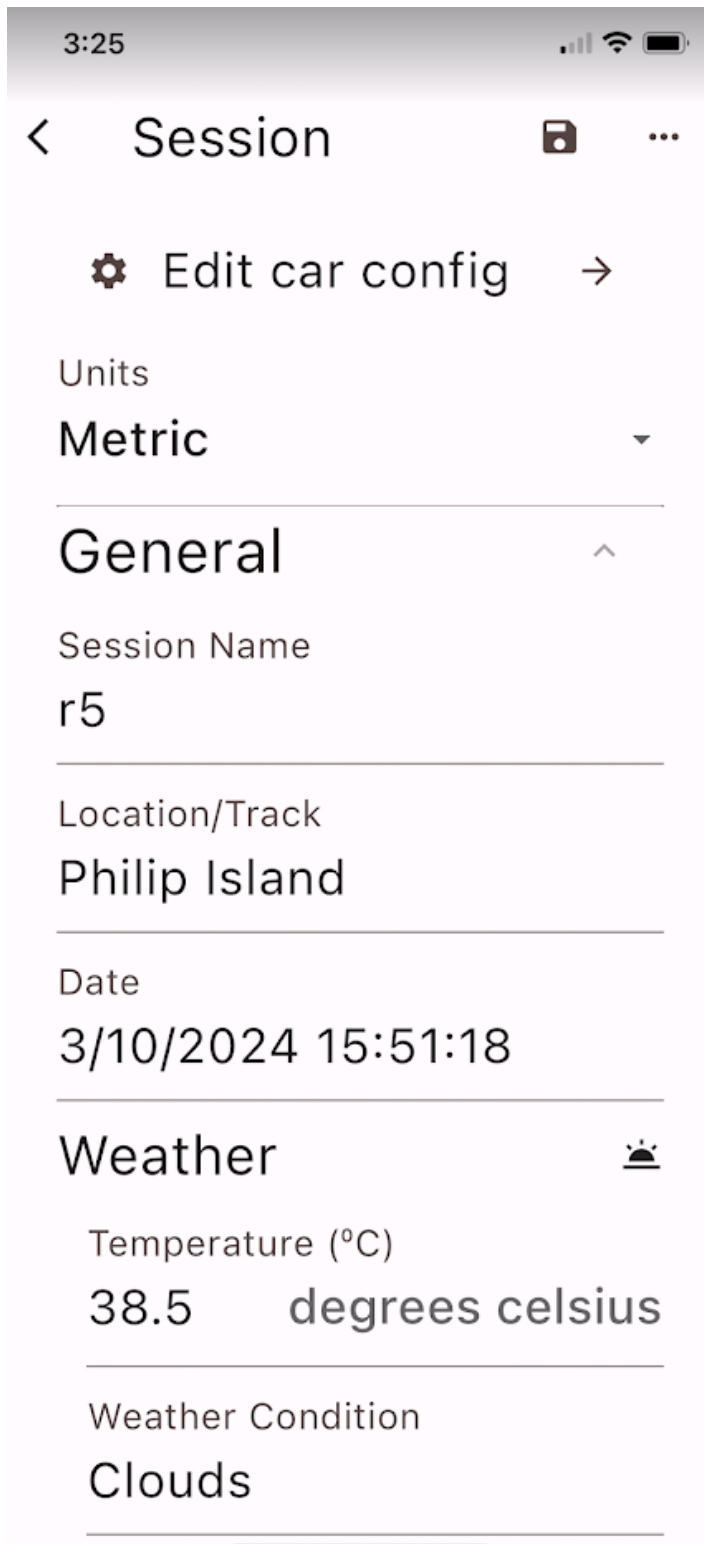 3:25
Session
Edit car config
Units
Metric
General
Session Name
r5
Location/Track
Philip Island
Date
3/10/2024 15:51:18
Weather
Temperature (⁰C)
38.5 degrees celsius
Weather Condition
Clouds